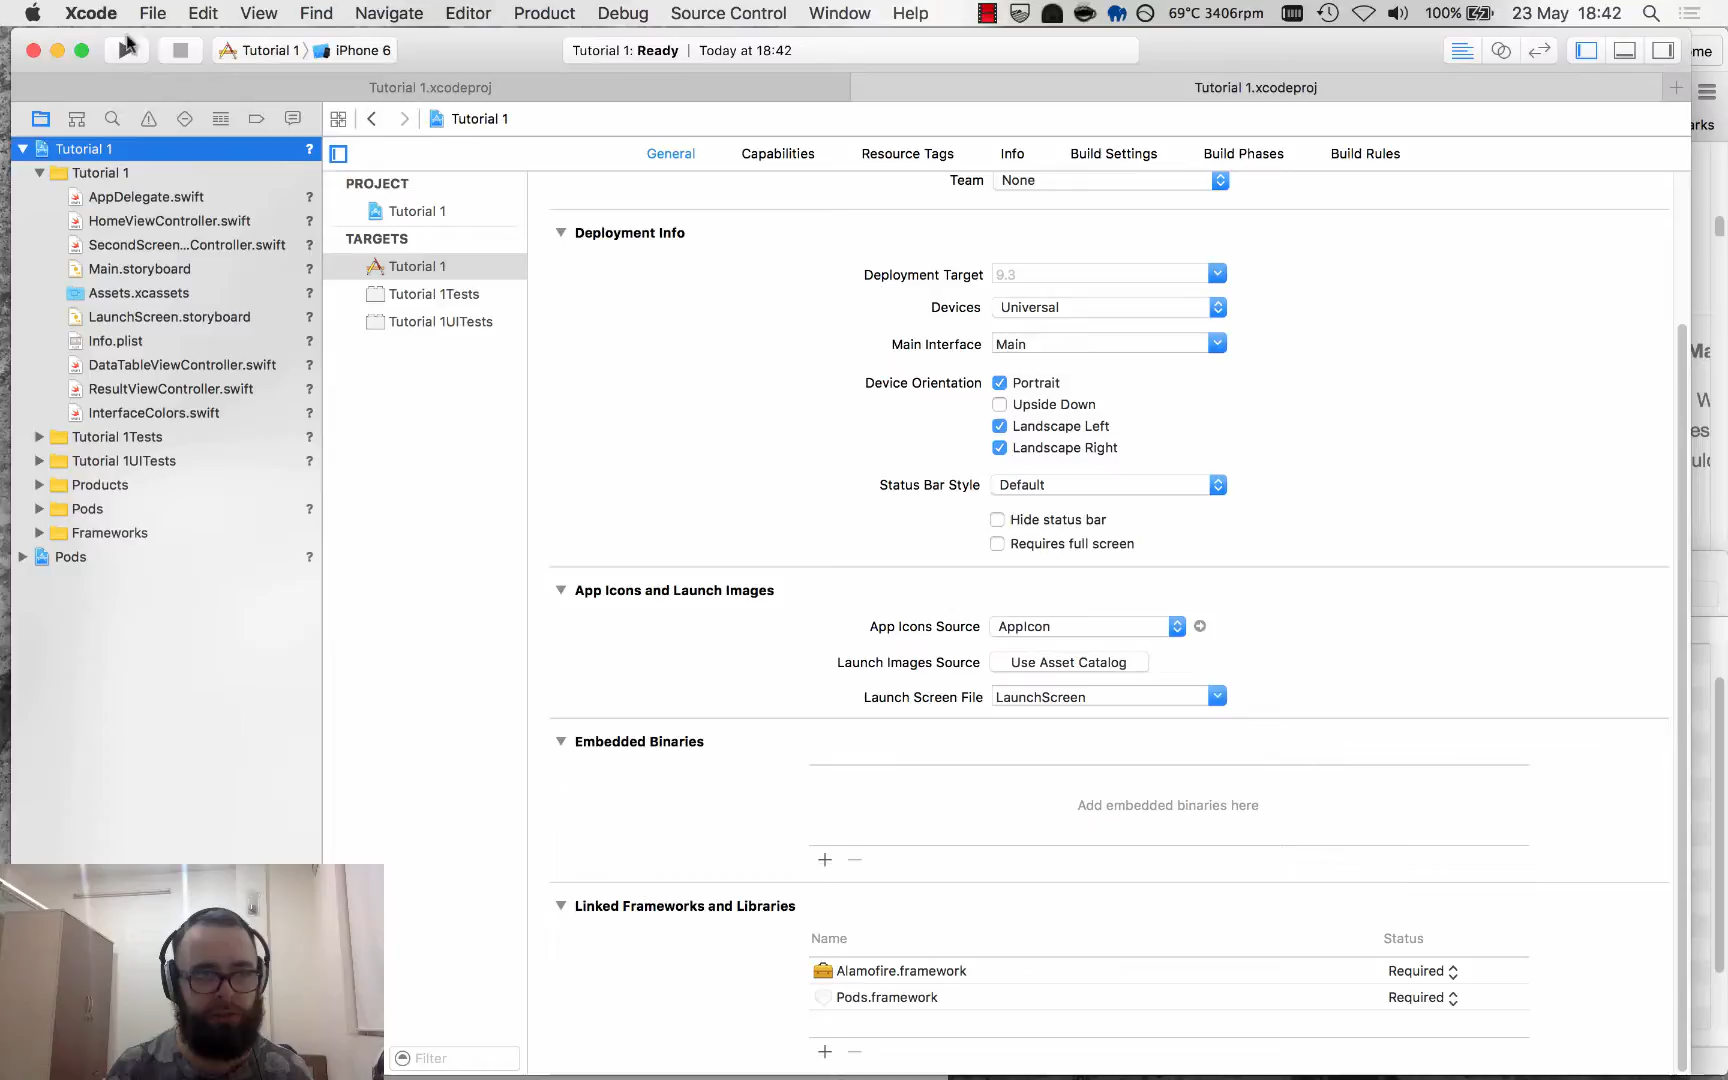 Xcode File Edit View Find Navigate Editor Product Debug Source Control Window Help 69°C 3406rpm 100% 23 May 18:42
Tutorial 1 iPhone 6 Tutorial 1: Ready | Today at 18:42
Tutorial 1.xcodeproj Tutorial 1.xcodeproj
Tutorial 1
Tutorial 1 ?
General Capabilities Resource Tags Info Build Settings Build Phases Build Rules
Tutorial 1
AppDelegate.swift ?
HomeViewController.swift ?
SecondScreen...Controller.swift ?
Main.storyboard ?
Assets.xcassets ?
LaunchScreen.storyboard ?
Info.plist ?
DataTableViewController.swift ?
ResultViewController.swift ?
InterfaceColors.swift ?
Tutorial 1Tests ?
Tutorial 1UITests ?
Products
Pods ?
Frameworks
Pods ?
PROJECT
Tutorial 1
TARGETS
Tutorial 1
Tutorial 1Tests
Tutorial 1UITests
Filter
Team None
Deployment Info
Deployment Target 9.3
Devices Universal
Main Interface Main
Device Orientation Portrait
Upside Down
Landscape Left
Landscape Right
Status Bar Style Default
Hide status bar
Requires full screen
App Icons and Launch Images
App Icons Source AppIcon
Launch Images Source Use Asset Catalog
Launch Screen File LaunchScreen
Embedded Binaries
Add embedded binaries here
Linked Frameworks and Libraries
Name Status
Alamofire.framework Required
Pods.framework Required